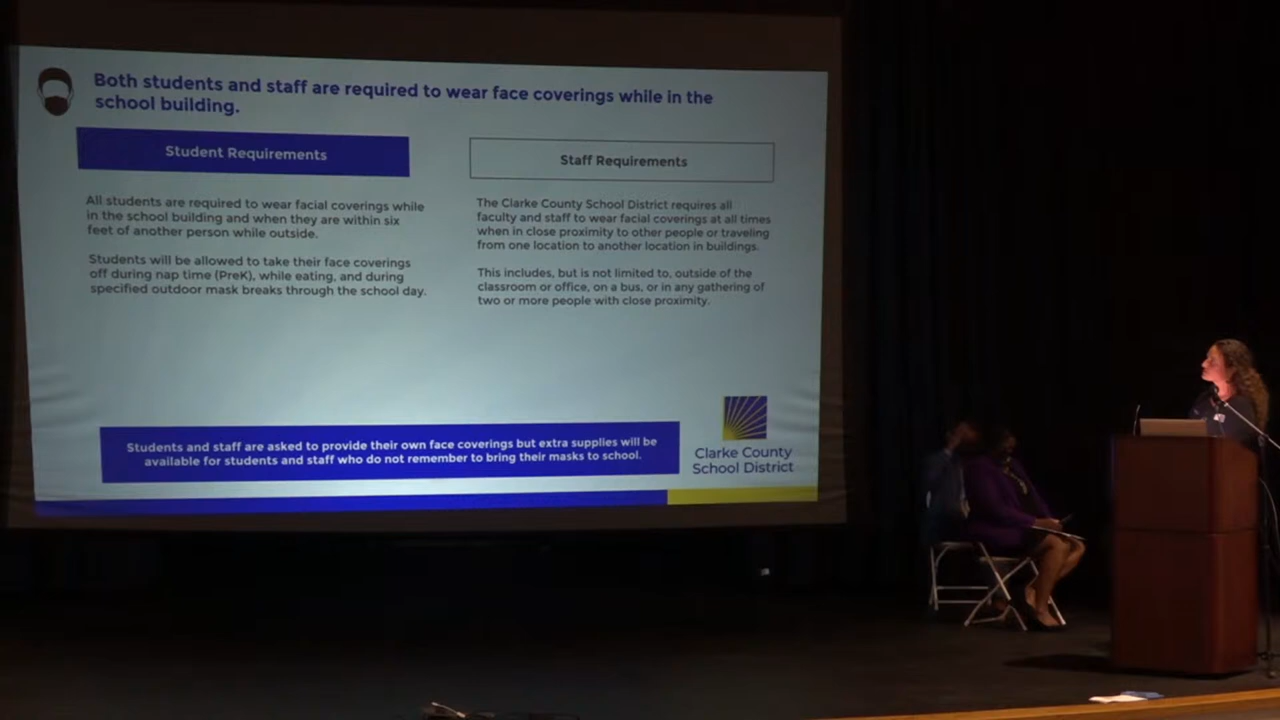 Both students and staff are required to wear face coverings while in the
school building.
Student Requirements
All students are required to wear facial coverings while
in the school building and when they are within six
feet of another person while outside.
Students will be allowed to take their face coverings
off during nap time (PreK), while eating, and during
specified outdoor mask breaks through the school day.
Staff Requirements
The Clarke County School District requires all
faculty and staff to wear facial coverings at all times
when in close proximity to other people or traveling
from one location to another location in buildings.
This includes, but is not limited to, outside of the
classroom or office, on a bus, or in any gathering of
two or more people with close proximity.
Students and staff are asked to provide their own face coverings but extra supplies will be
available for students and staff who do not remember to bring their masks to school.
Clarke County
School District